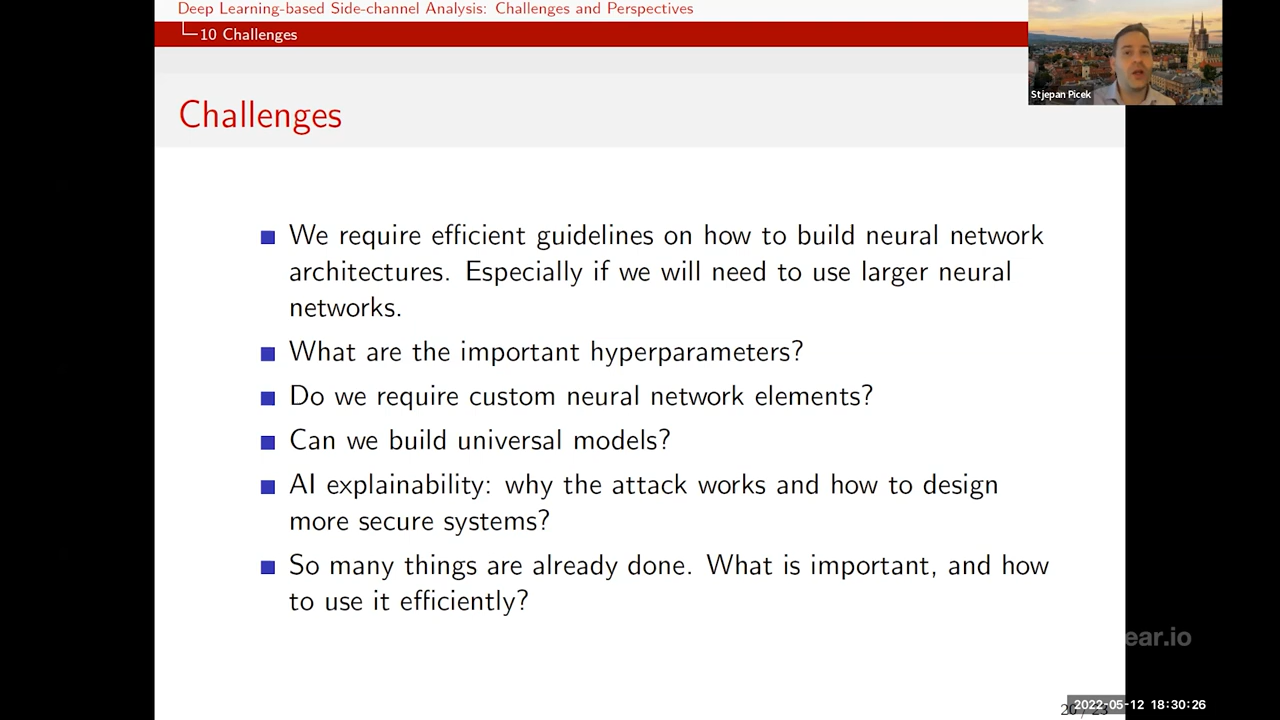 Deep Learning-based Side-channel Analysis: Challenges and Perspectives
10 Challenges
Stjepan Picek
Challenges
We require efficient guidelines on how to build neural network
architectures. Especially if we will need to use larger neural
networks.
What are the important hyperparameters?
Do we require custom neural network elements?
Can we build universal models?
AI explainability: why the attack works and how to design
more secure systems?
So many things are already done. What is important, and how
to use it efficiently?
ear.io
2022-05-12 18:30:26